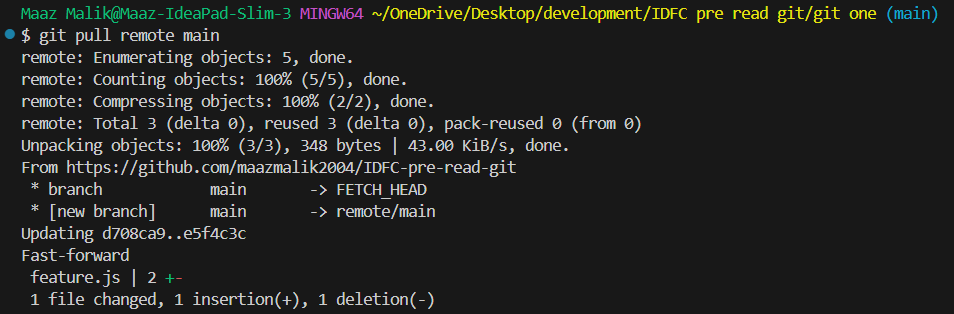 Maaz Malik@Maaz-IdeaPad-Slim-3 MINGW64 ~/OneDrive/Desktop/development/IDFC pre read git/git one (main)
$ git pull remote main
remote: Enumerating objects: 5, done.
remote: Counting objects: 100% (5/5), done.
remote: Compressing objects: 100% (2/2), done.
remote: Total 3 (delta 0), reused 3 (delta 0), pack-reused 0 (from 0)
Unpacking objects: 100% (3/3), 348 bytes | 43.00 KiB/s, done.
From https://github.com/maazmalik2004/IDFC-pre-read-git
 * branch            main       -> FETCH_HEAD
 * [new branch]      main       -> remote/main
Updating d708ca9..e5f4c3c
Fast-forward
 feature.js | 2 +-
 1 file changed, 1 insertion(+), 1 deletion(-)